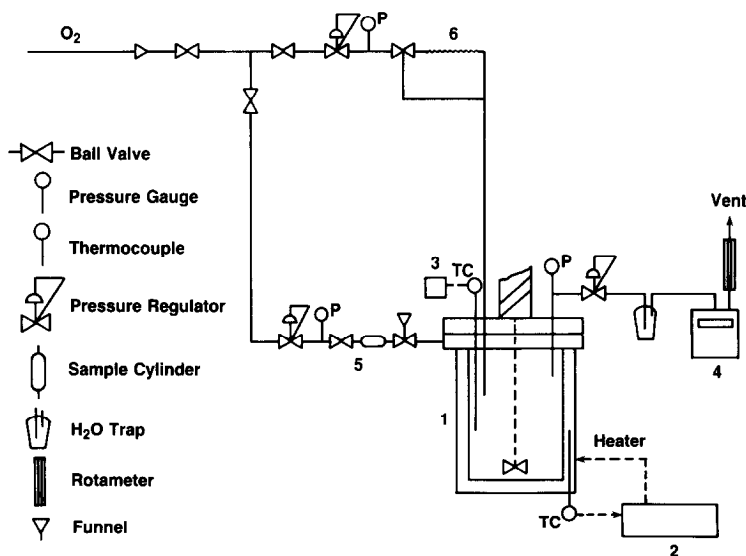 O2
P
6
Ball Valve
Pressure Gauge
Thermocouple
Pressure Regulator
Sample Cylinder
H2O Trap
Rotameter
Funnel
Vent
3
TC
P
P
5
4
1
Heater
TC
2